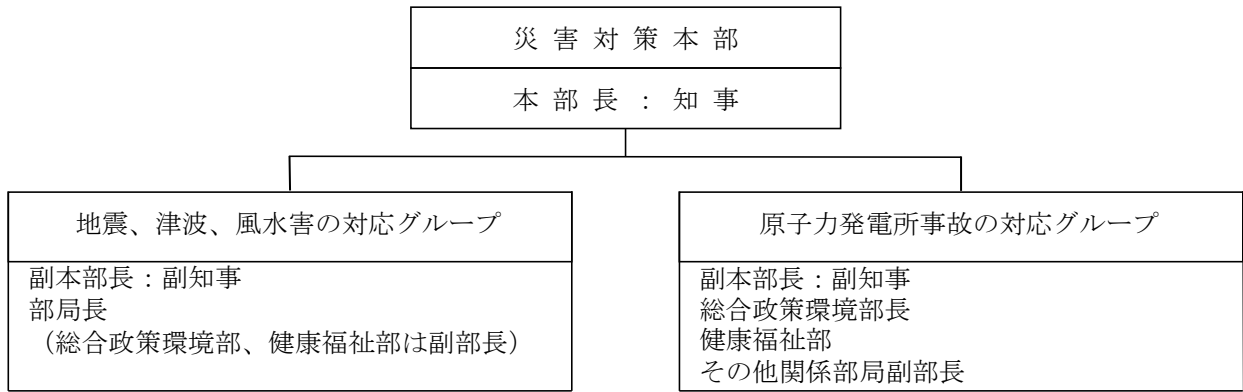 災害対策本部
本部長：知事
地震、津波、風水害の対応グループ
副本部長：副知事
部局長
（総合政策環境部、健康福祉部は副部長）
原子力発電所事故の対応グループ
副本部長：副知事
総合政策環境部長
健康福祉部
その他関係部局副部長